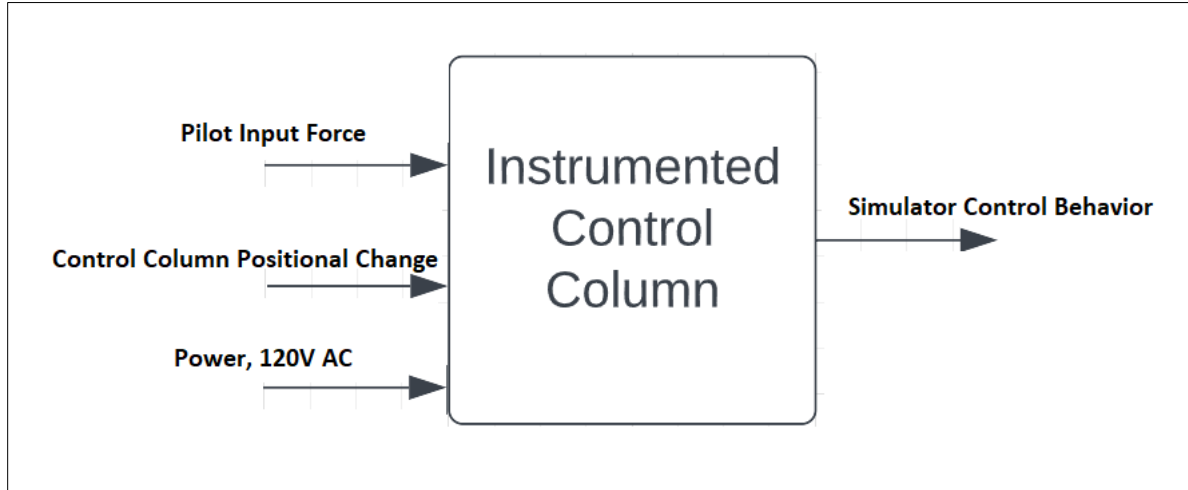 Pilot Input Force
Control Column Positional Change
Power, 120V AC
Instrumented
Control
Column
Simulator Control Behavior